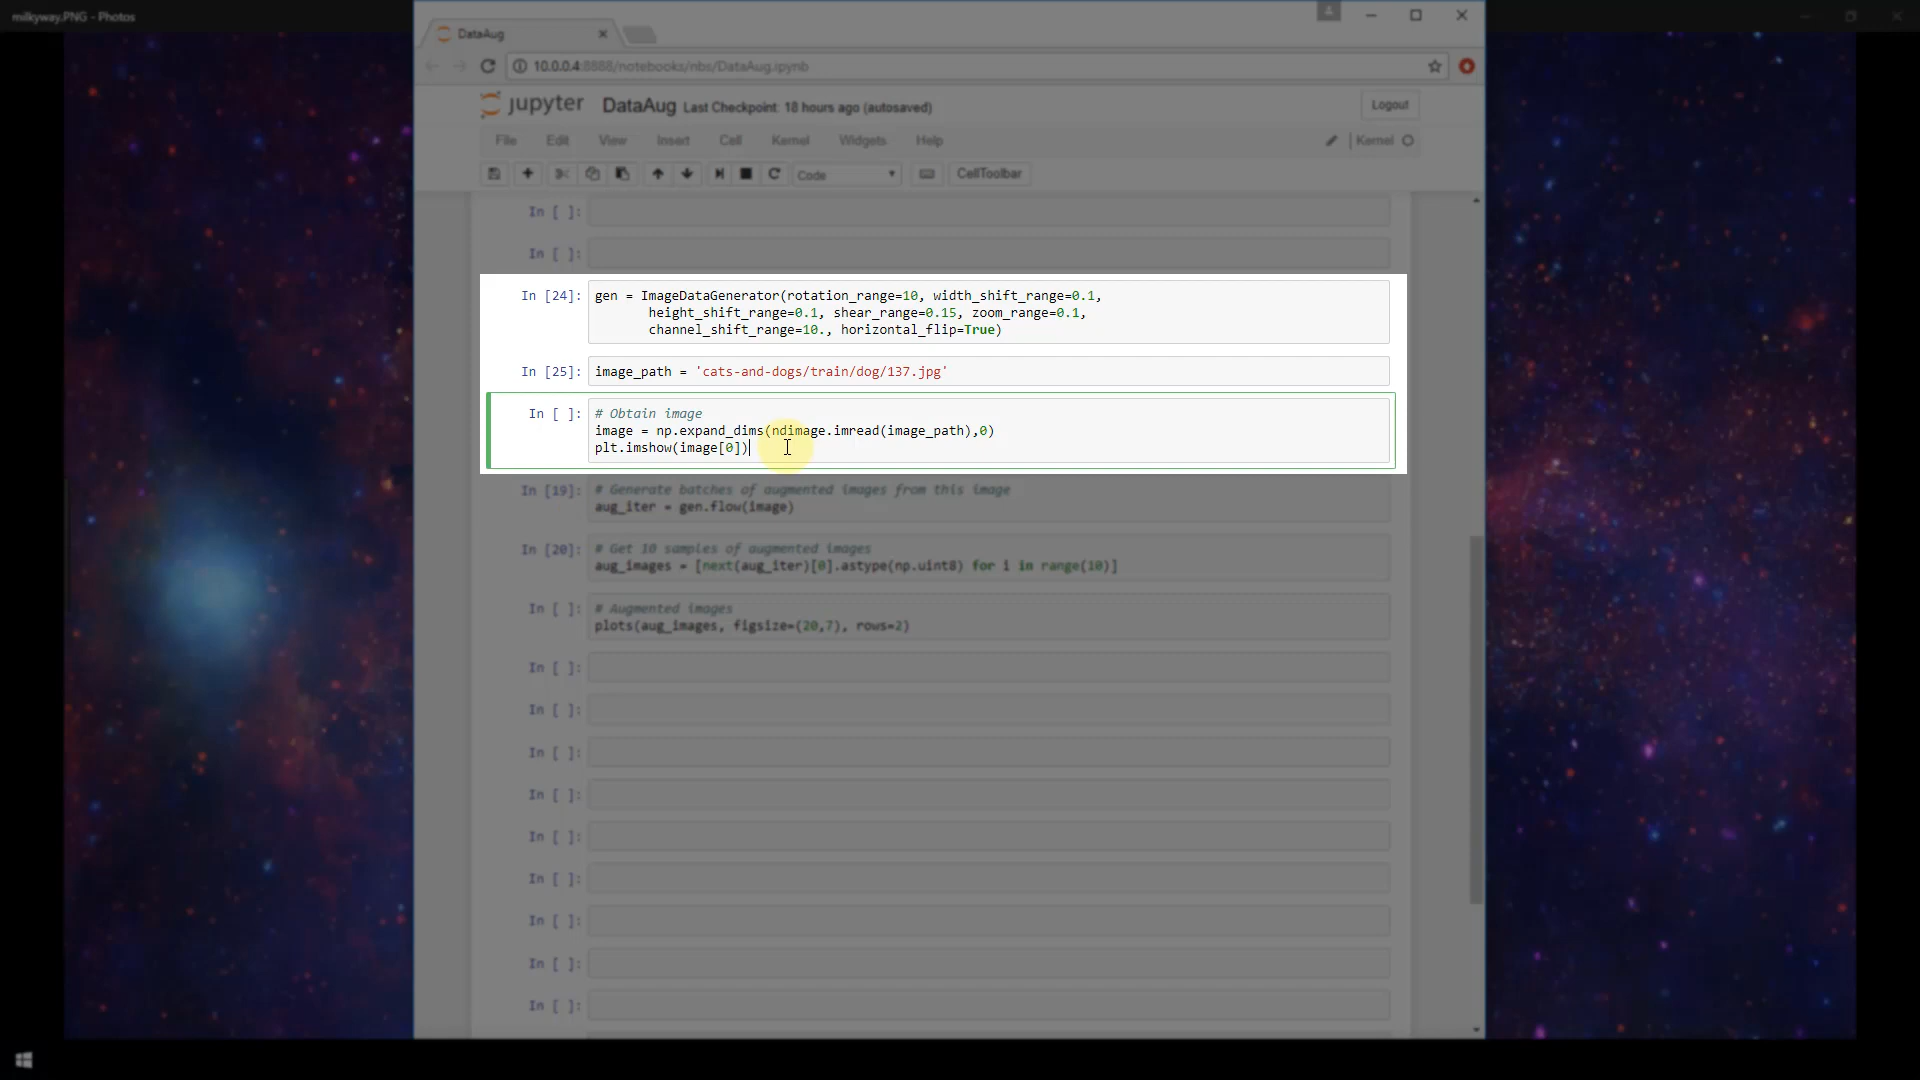 milkyway.PNG - Photos
DataAug
10.0.0.4:8888/notebooks/nbs/DataAug.ipynb
jupyter DataAug Last Checkpoint: 18 hours ago (autosaved) Logout
File Edit View Insert Cell Kernel Widgets Help Kernel
Code CellToolbar
In [ ]:
In [ ]:
In [24]: gen = ImageDataGenerator(rotation_range=10, width_shift_range=0.1,
height_shift_range=0.1, shear_range=0.15, zoom_range=0.1,
channel_shift_range=10., horizontal_flip=True)
In [25]: image_path = 'cats-and-dogs/train/dog/137.jpg'
In [ ]: # Obtain image
image = np.expand_dims(ndimage.imread(image_path),0)
plt.imshow(image[0])
In [19]: # Generate batches of augmented images from this image
aug_iter = gen.flow(image)
In [20]: # Get 10 samples of augmented images
aug_images = [next(aug_iter)[0].astype(np.uint8) for i in range(10)]
In [ ]: # Augmented images
plots(aug_images, figsize=(20,7), rows=2)
In [ ]:
In [ ]:
In [ ]:
In [ ]:
In [ ]:
In [ ]:
In [ ]:
In [ ]:
In [ ]: